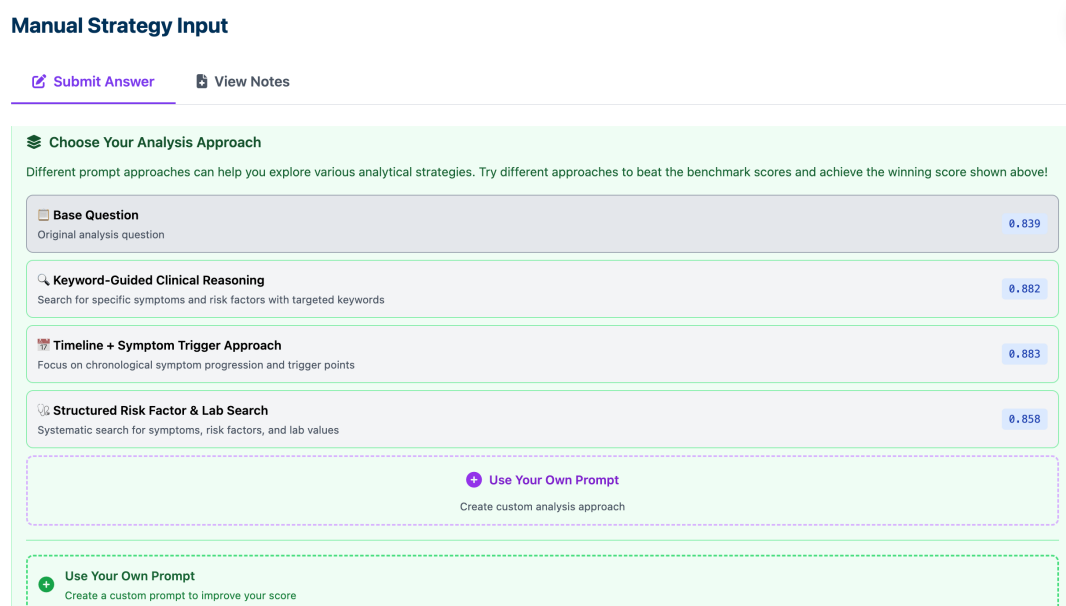 Manual Strategy Input
Submit Answer
View Notes
Choose Your Analysis Approach
Different prompt approaches can help you explore various analytical strategies. Try different approaches to beat the benchmark scores and achieve the winning score shown above!
Base Question
Original analysis question
0.839
Keyword-Guided Clinical Reasoning
Search for specific symptoms and risk factors with targeted keywords
0.882
Timeline + Symptom Trigger Approach
Focus on chronological symptom progression and trigger points
0.883
Structured Risk Factor & Lab Search
Systematic search for symptoms, risk factors, and lab values
0.858
Use Your Own Prompt
Create custom analysis approach
Use Your Own Prompt
Create a custom prompt to improve your score